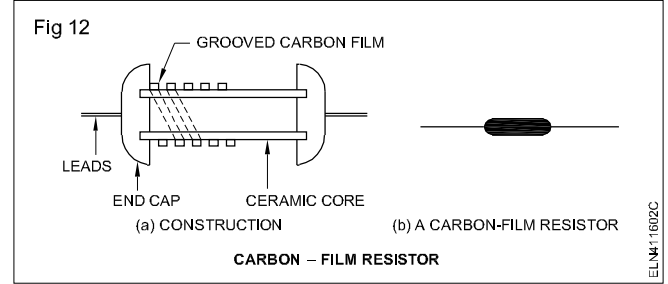 Fig 12
GROOVED CARBON FILM
LEADS
END CAP
CERAMIC CORE
(a) CONSTRUCTION
(b) A CARBON-FILM RESISTOR
CARBON – FILM RESISTOR
ELN411602C